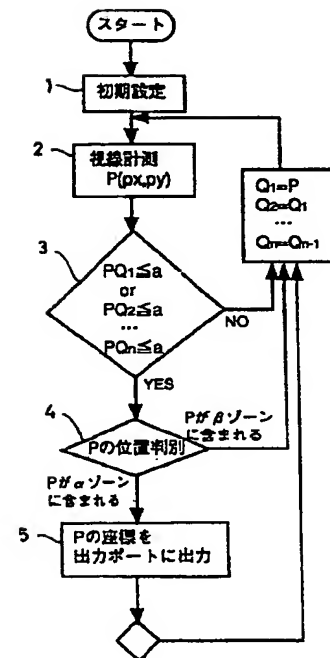 スタート
1
初期設定
2
視線計測
P(px,py)
Q1=P
Q2=Q1
…
Qn=Qn-1
3
PQ1≦a
or
PQ2≦a
…
PQn≦a
NO
YES
4
Pの位置判別
Pがβゾーン
に含まれる
Pがαゾーン
に含まれる
5
Pの座標を
出力ポートに出力